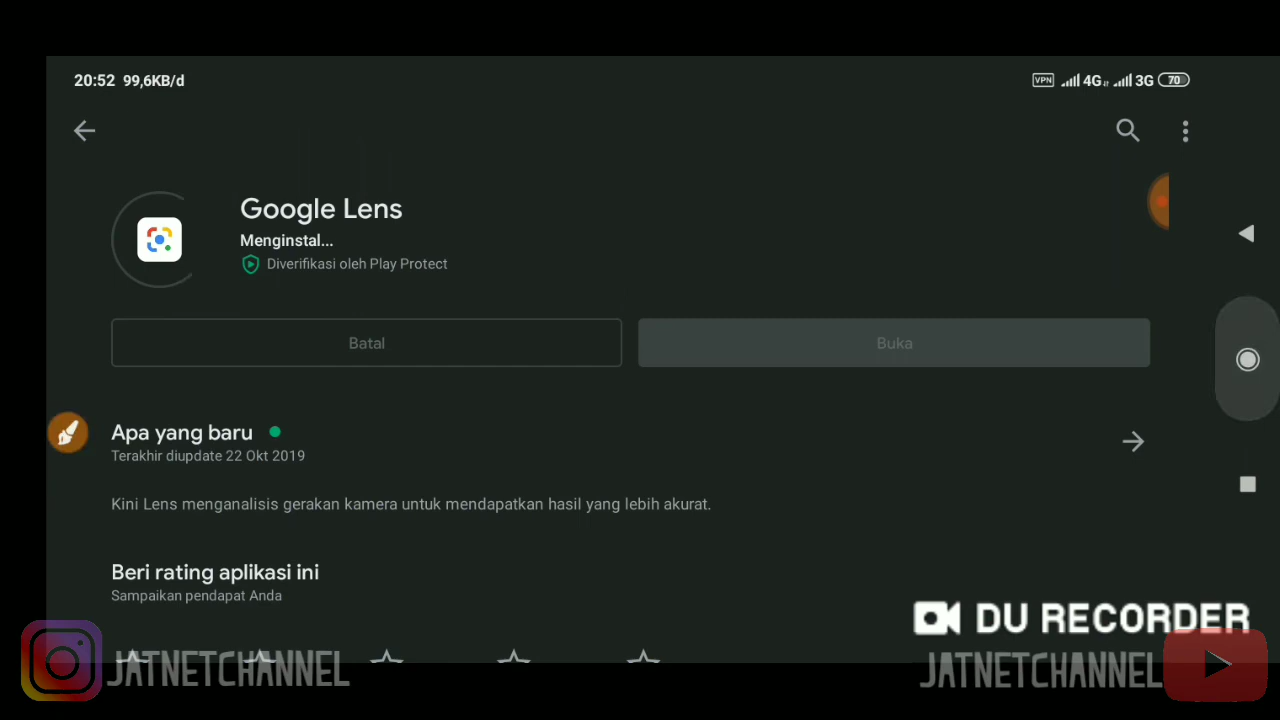 20:52 99,6KB/d
VPN 4G 3G 70
Google Lens
Menginstal...
Diverifikasi oleh Play Protect
Batal
Buka
Apa yang baru
Terakhir diupdate 22 Okt 2019
Kini Lens menganalisis gerakan kamera untuk mendapatkan hasil yang lebih akurat.
Beri rating aplikasi ini
Sampaikan pendapat Anda
DU RECORDER
JATNETCHANNEL
JATNETCHANNEL